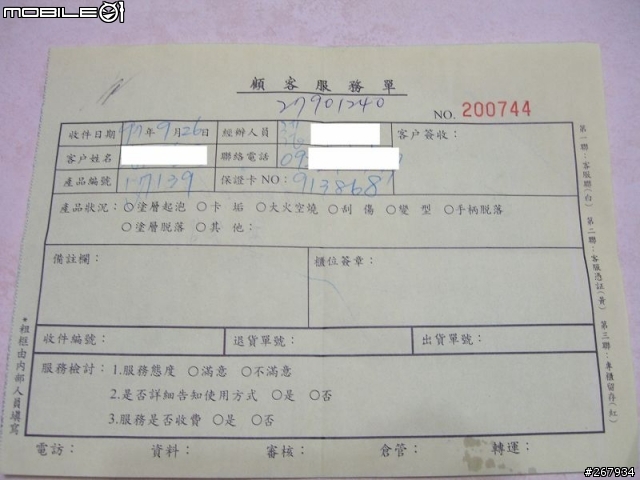 MOBILE01
顧客服務單
27901240
NO. 200744
收件日期 97年9月26日 經辦人員 客戶簽收：
客戶姓名 聯絡電話 09
產品編號 17139 保證卡NO： 913868
產品狀況：○塗層起泡 ○卡 垢 ○大火空燒 ○刮 傷 ○變 型 ○手柄脫落
○塗層脫落 ○其 他：
備註欄： 櫃位簽章：
收件編號： 退貨單號： 出貨單號：
服務檢討：1.服務態度 ○滿意 ○不滿意
2.是否詳細告知使用方式 ○是 ○否
3.服務是否收費 ○是 ○否
電訪： 資料： 審核： 倉管： 轉運：
*粗框由內部人員填寫
第一聯：客服聯(白) 第二聯：客服憑証(黃) 第三聯：專櫃留存(紅)
#267934